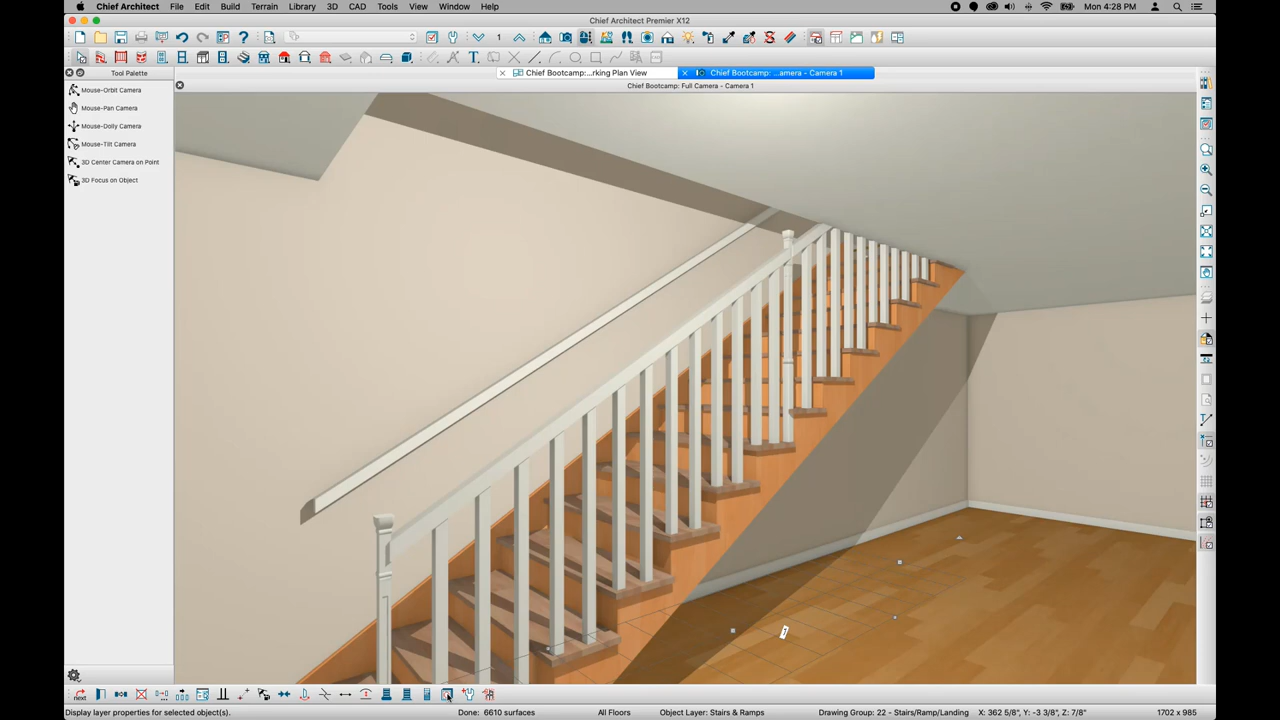 Chief Architect File Edit Build Terrain Library 3D CAD Tools View Window Help
Mon 4:28 PM
Chief Architect Premier X12
1
Tool Palette
Chief Bootcamp:...rking Plan View
Chief Bootcamp: ...amera - Camera 1
Chief Bootcamp: Full Camera - Camera 1
Mouse-Orbit Camera
Mouse-Pan Camera
Mouse-Dolly Camera
Mouse-Tilt Camera
3D Center Camera on Point
3D Focus on Object
next
Display layer properties for selected object(s).
Done: 6610 surfaces
All Floors
Object Layer: Stairs & Ramps
Drawing Group: 22 - Stairs/Ramp/Landing
X: 362 5/8", Y: -3 3/8", Z: 7/8"
1702 x 985